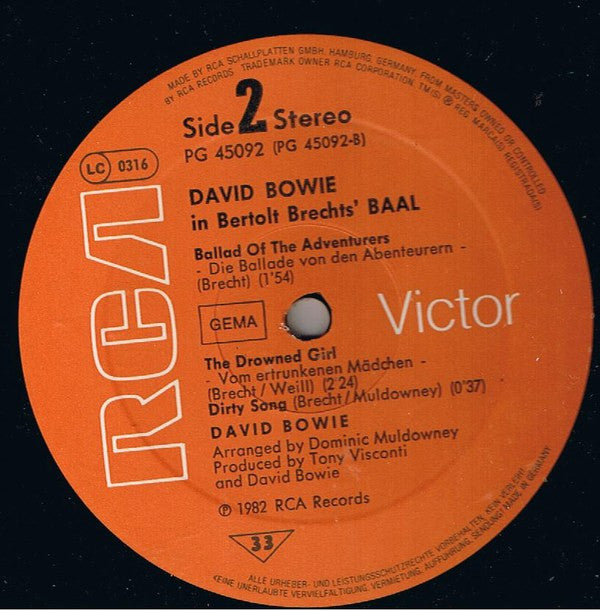 MADE BY RCA SCHALLPLATTEN GMBH, HAMBURG, GERMANY, FROM MASTERS OWNED OR CONTROLLED
BY RCA RECORDS TRADEMARK OWNER RCA CORPORATION. TM(S) ® REG. MARCA(S) REGISTRADA(S)
Side 2 Stereo
PG 45092 (PG 45092-B)
LC 0316
DAVID BOWIE
in Bertolt Brechts' BAAL
Ballad Of The Adventurers
- Die Ballade von den Abenteurern -
(Brecht) (1'54)
RCA
GEMA
Victor
The Drowned Girl
- Vom ertrunkenen Mädchen -
(Brecht/Weill) (2'24)
Dirty Song (Brecht/Muldowney) (0'37)
DAVID BOWIE
Arranged by Dominic Muldowney
Produced by Tony Visconti
and David Bowie
℗ 1982 RCA Records
33
ALLE URHEBER- UND LEISTUNGSSCHUTZRECHTE VORBEHALTEN. KEIN VERLEIH!
KEINE UNERLAUBTE VERVIELFÄLTIGUNG, VERMIETUNG, AUFFÜHRUNG, SENDUNG! MADE IN GERMANY